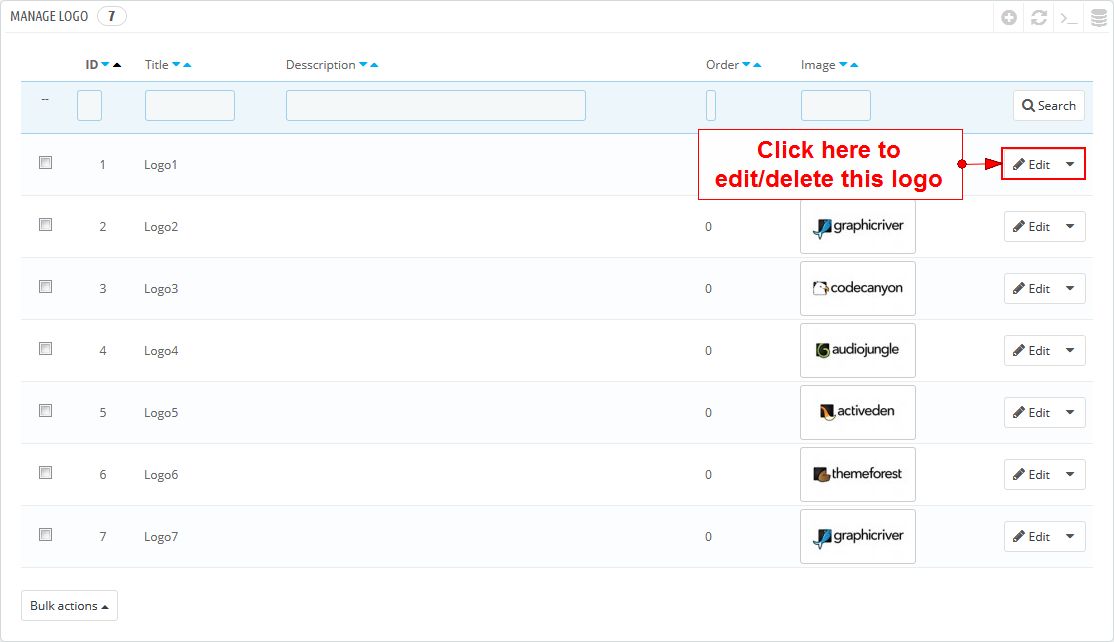 MANAGE LOGO 7
ID Title Desscription Order Image
-- Search
Click here to
edit/delete this logo
1 Logo1 Edit
2 Logo2 0 graphicriver Edit
3 Logo3 0 codecanyon Edit
4 Logo4 0 audiojungle Edit
5 Logo5 0 activeden Edit
6 Logo6 0 themeforest Edit
7 Logo7 0 graphicriver Edit
Bulk actions